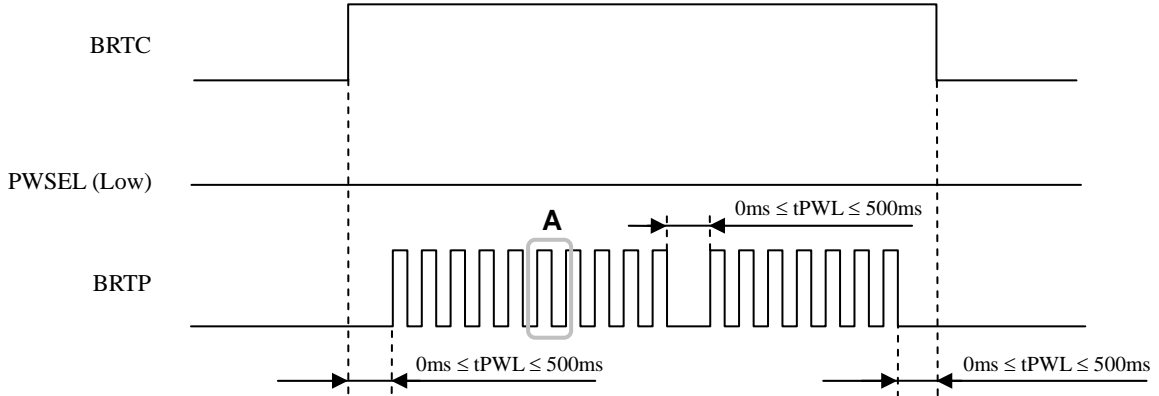 BRTC
PWSEL (Low)
0ms ≤ tPWL ≤ 500ms
A
BRTP
0ms ≤ tPWL ≤ 500ms
0ms ≤ tPWL ≤ 500ms